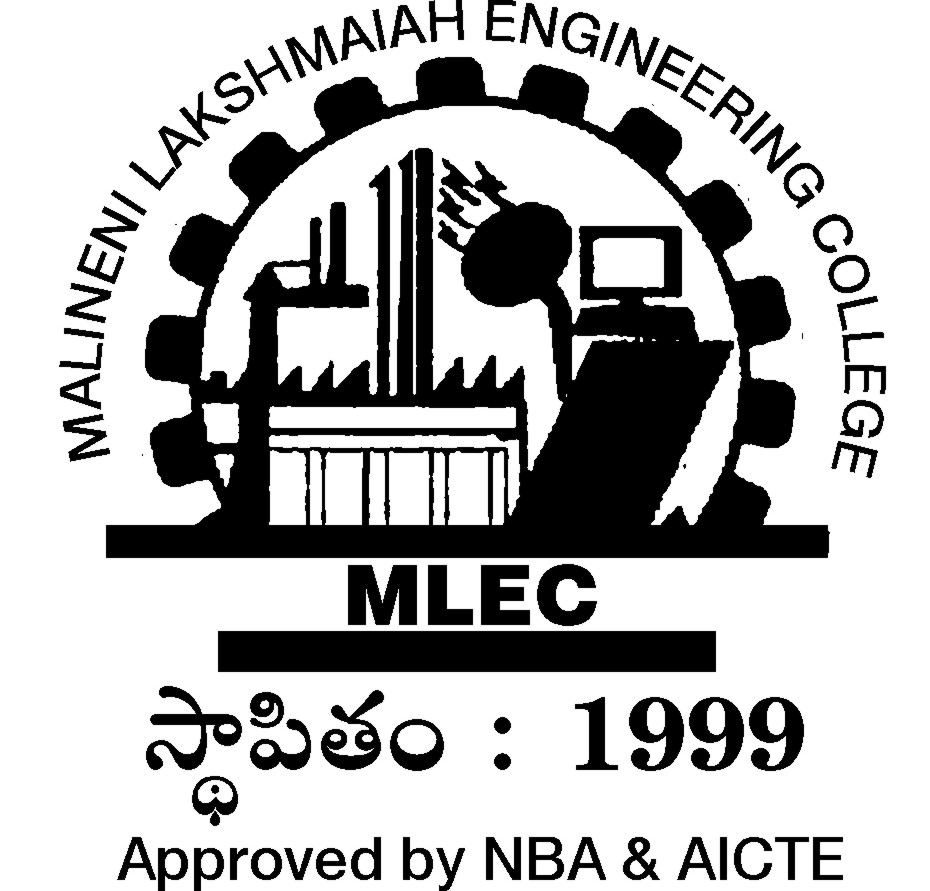 MALINENI LAKSHMAIAH ENGINEERING COLLEGE
MLEC
స్థాపితం : 1999
Approved by NBA & AICTE